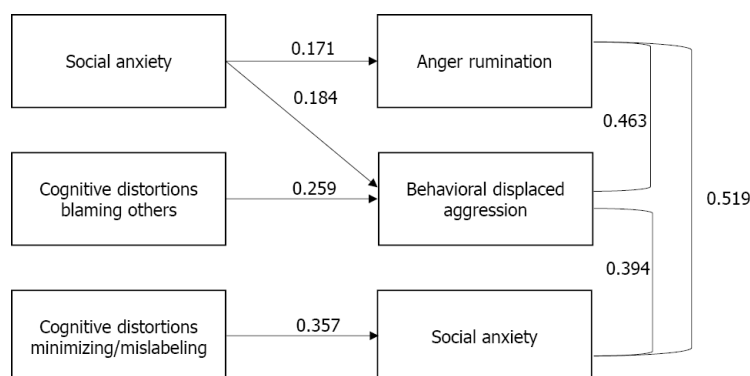 Social anxiety
0.171
Anger rumination
0.184
0.463
Cognitive distortions
blaming others
0.259
Behavioral displaced
aggression
0.519
0.394
Cognitive distortions
minimizing/mislabeling
0.357
Social anxiety